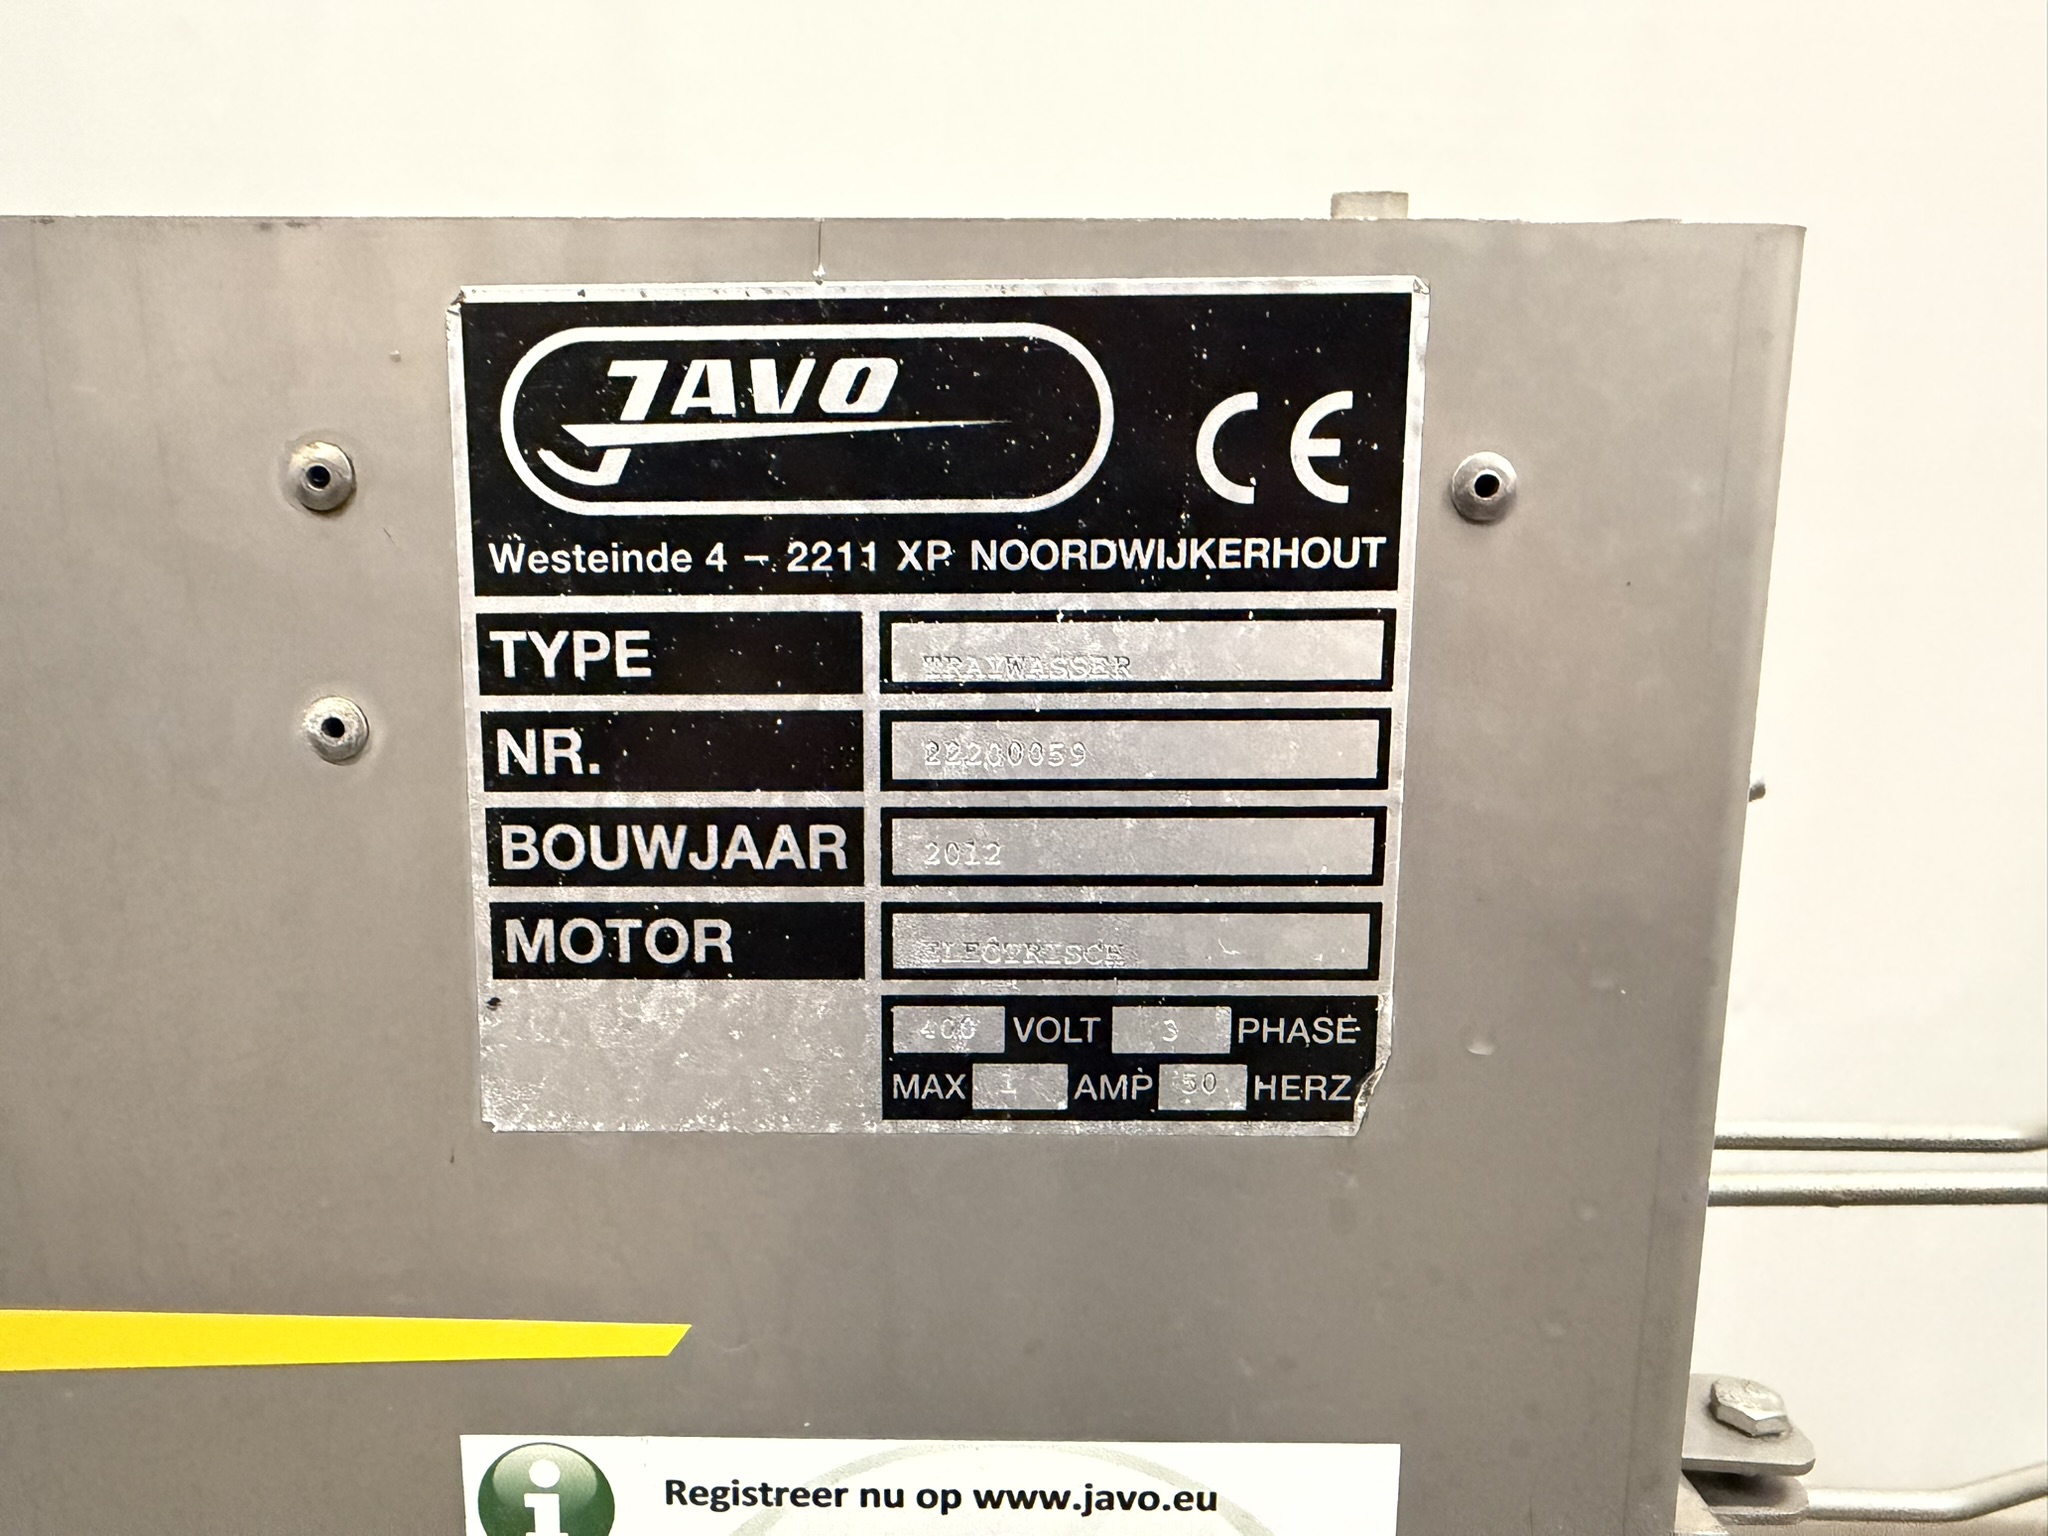 JAVO
CE
Westeinde 4 - 2211 XP NOORDWIJKERHOUT
TYPE TRAYWASSER
NR. 22200059
BOUWJAAR 2012
MOTOR ELECTRISCH
400 VOLT 3 PHASE
MAX 1 AMP 50 HERZ
i Registreer nu op www.javo.eu